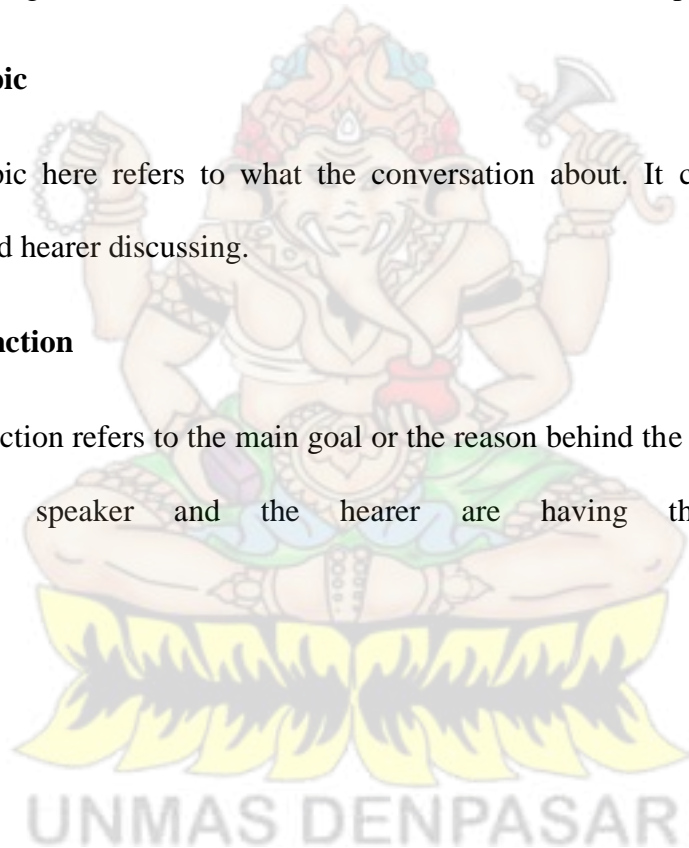 pic
pic here refers to what the conversation about. It c
d hearer discussing.
nction
ction refers to the main goal or the reason behind the
speaker and the hearer are having th
UNMAS DENPASAR